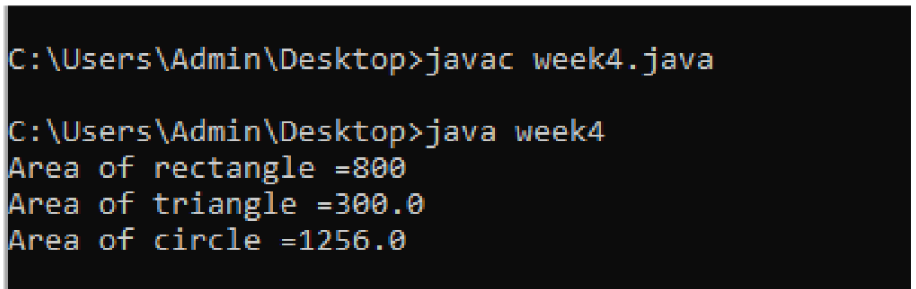 C:\Users\Admin\Desktop>javac week4.java
C:\Users\Admin\Desktop>java week4
Area of rectangle =800
Area of triangle =300.0
Area of circle =1256.0